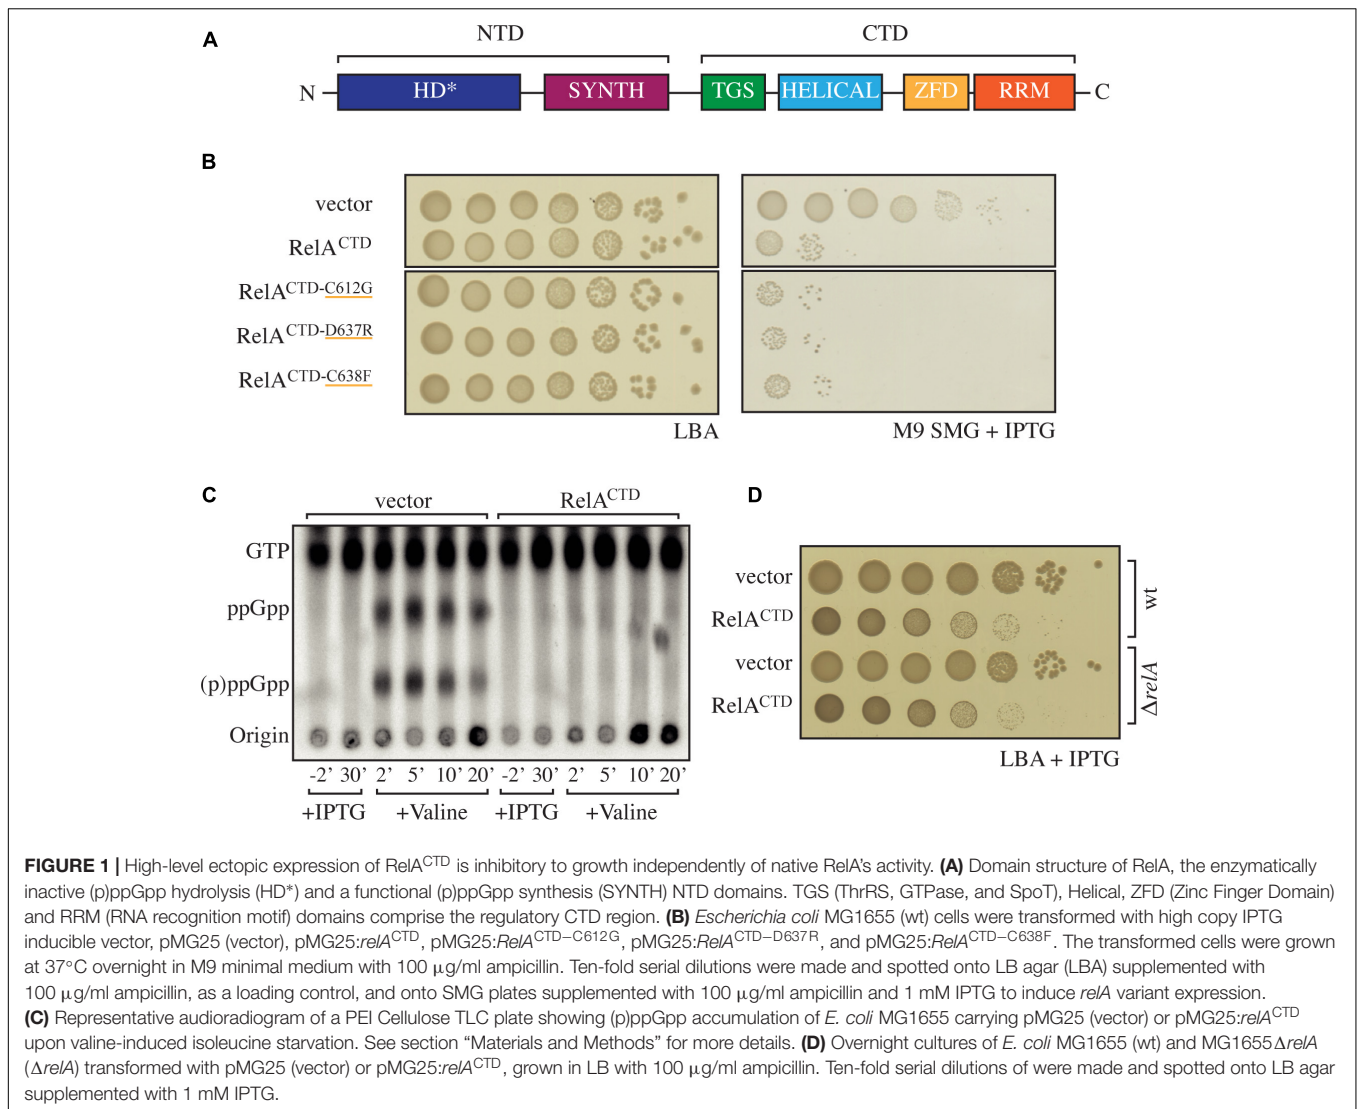 A
NTD
CTD
N
HD*
SYNTH
TGS
HELICAL
ZFD
RRM
C
B
vector
RelA^CTD
RelA^CTD-C612G
RelA^CTD-D637R
RelA^CTD-C638F
LBA
M9 SMG + IPTG
C
vector
RelA^CTD
GTP
ppGpp
(p)ppGpp
Origin
-2’ 30’ 2’ 5’ 10’ 20’ -2’ 30’ 2’ 5’ 10’ 20’
+IPTG +Valine +IPTG +Valine
D
vector
RelA^CTD
vector
RelA^CTD
wt
ΔrelA
LBA + IPTG
FIGURE 1 | High-level ectopic expression of RelA^CTD is inhibitory to growth independently of native RelA’s activity. (A) Domain structure of RelA, the enzymatically
inactive (p)ppGpp hydrolysis (HD*) and a functional (p)ppGpp synthesis (SYNTH) NTD domains. TGS (ThrRS, GTPase, and SpoT), Helical, ZFD (Zinc Finger Domain)
and RRM (RNA recognition motif) domains comprise the regulatory CTD region. (B) Escherichia coli MG1655 (wt) cells were transformed with high copy IPTG
inducible vector, pMG25 (vector), pMG25:relA^CTD, pMG25:RelA^CTD−C612G, pMG25:RelA^CTD−D637R, and pMG25:RelA^CTD−C638F. The transformed cells were grown
at 37°C overnight in M9 minimal medium with 100 μg/ml ampicillin. Ten-fold serial dilutions were made and spotted onto LB agar (LBA) supplemented with
100 μg/ml ampicillin, as a loading control, and onto SMG plates supplemented with 100 μg/ml ampicillin and 1 mM IPTG to induce relA variant expression.
(C) Representative audioradiogram of a PEI Cellulose TLC plate showing (p)ppGpp accumulation of E. coli MG1655 carrying pMG25 (vector) or pMG25:relA^CTD
upon valine-induced isoleucine starvation. See section “Materials and Methods” for more details. (D) Overnight cultures of E. coli MG1655 (wt) and MG1655ΔrelA
(ΔrelA) transformed with pMG25 (vector) or pMG25:relA^CTD, grown in LB with 100 μg/ml ampicillin. Ten-fold serial dilutions of were made and spotted onto LB agar
supplemented with 1 mM IPTG.